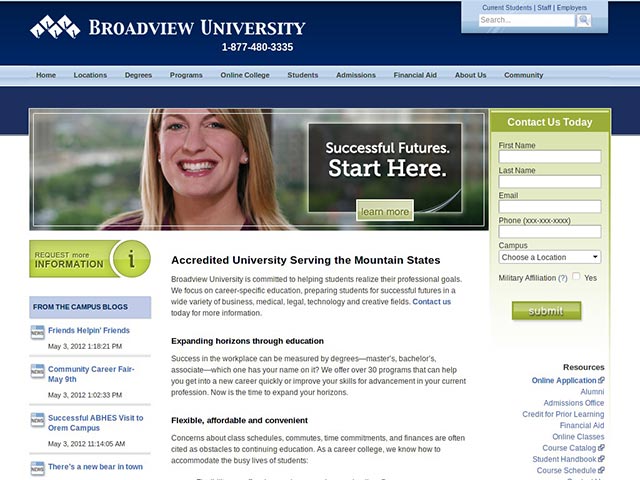 Current Students | Staff | Employers
Search...
BROADVIEW UNIVERSITY
1-877-480-3335
Home Locations Degrees Programs Online College Students Admissions Financial Aid About Us Community
Successful Futures.
Start Here.
learn more
Contact Us Today
First Name
Last Name
Email
Phone (xxx-xxx-xxxx)
Campus
Choose a Location
Military Affiliation (?) Yes
submit
REQUEST more
INFORMATION
i
FROM THE CAMPUS BLOGS
NEWS
Friends Helpin' Friends
May 3, 2012 1:18:21 PM
NEWS
Community Career Fair-
May 9th
May 3, 2012 1:02:33 PM
NEWS
Successful ABHES Visit to
Orem Campus
May 3, 2012 11:14:05 AM
NEWS
There's a new bear in town
Accredited University Serving the Mountain States
Broadview University is committed to helping students realize their professional goals.
We focus on career-specific education, preparing students for successful futures in a
wide variety of business, medical, legal, technology and creative fields. Contact us
today for more information.
Expanding horizons through education
Success in the workplace can be measured by degrees—master's, bachelor's,
associate—which one has your name on it? We offer over 30 programs that can help
you get into a new career quickly or improve your skills for advancement in your current
profession. Now is the time to expand your horizons.
Flexible, affordable and convenient
Concerns about class schedules, commutes, time commitments, and finances are often
cited as obstacles to continuing education. As a career college, we know how to
accommodate the busy lives of students:
Resources
Online Application
Alumni
Admissions Office
Credit for Prior Learning
Financial Aid
Online Classes
Course Catalog
Student Handbook
Course Schedule